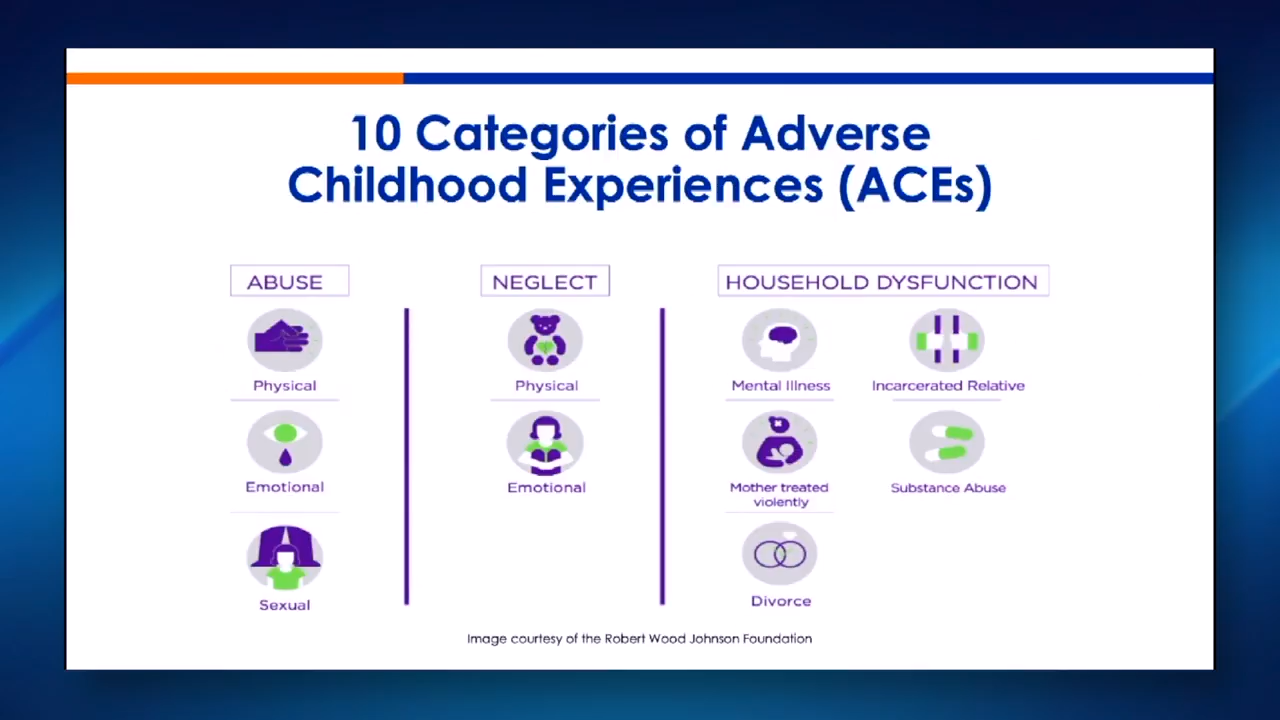 10 Categories of Adverse
Childhood Experiences (ACEs)
ABUSE
Physical
Emotional
Sexual
NEGLECT
Physical
Emotional
HOUSEHOLD DYSFUNCTION
Mental Illness
Incarcerated Relative
Mother treated
violently
Substance Abuse
Divorce
Image courtesy of the Robert Wood Johnson Foundation